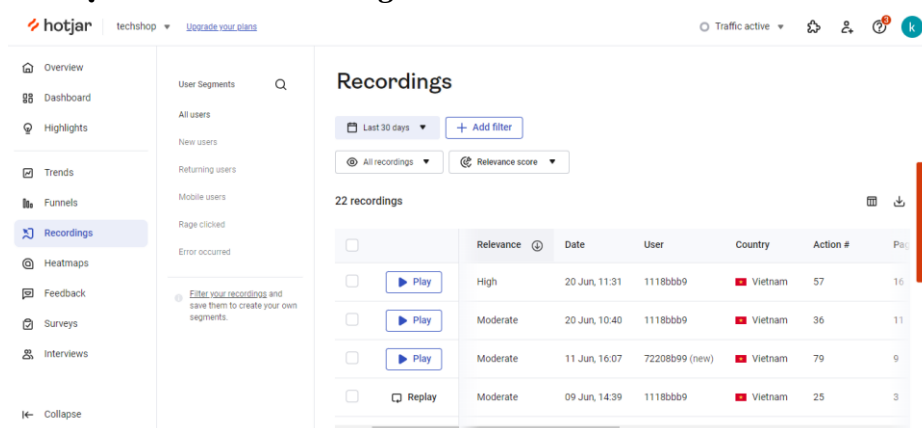 hotjar techshop Upgrade your plans Traffic active 3 k
Overview
Dashboard
Highlights
Trends
Funnels
Recordings
Heatmaps
Feedback
Surveys
Interviews
Collapse
User Segments
All users
New users
Returning users
Mobile users
Rage clicked
Error occurred
Filter your recordings and
save them to create your own
segments.
Recordings
Last 30 days Add filter
All recordings Relevance score
22 recordings
Relevance Date User Country Action #
Play High 20 Jun, 11:31 1118bbb9 Vietnam 57 16
Play Moderate 20 Jun, 10:40 1118bbb9 Vietnam 36 11
Play Moderate 11 Jun, 16:07 72208b99 (new) Vietnam 79 9
Replay Moderate 09 Jun, 14:39 1118bbb9 Vietnam 25 3